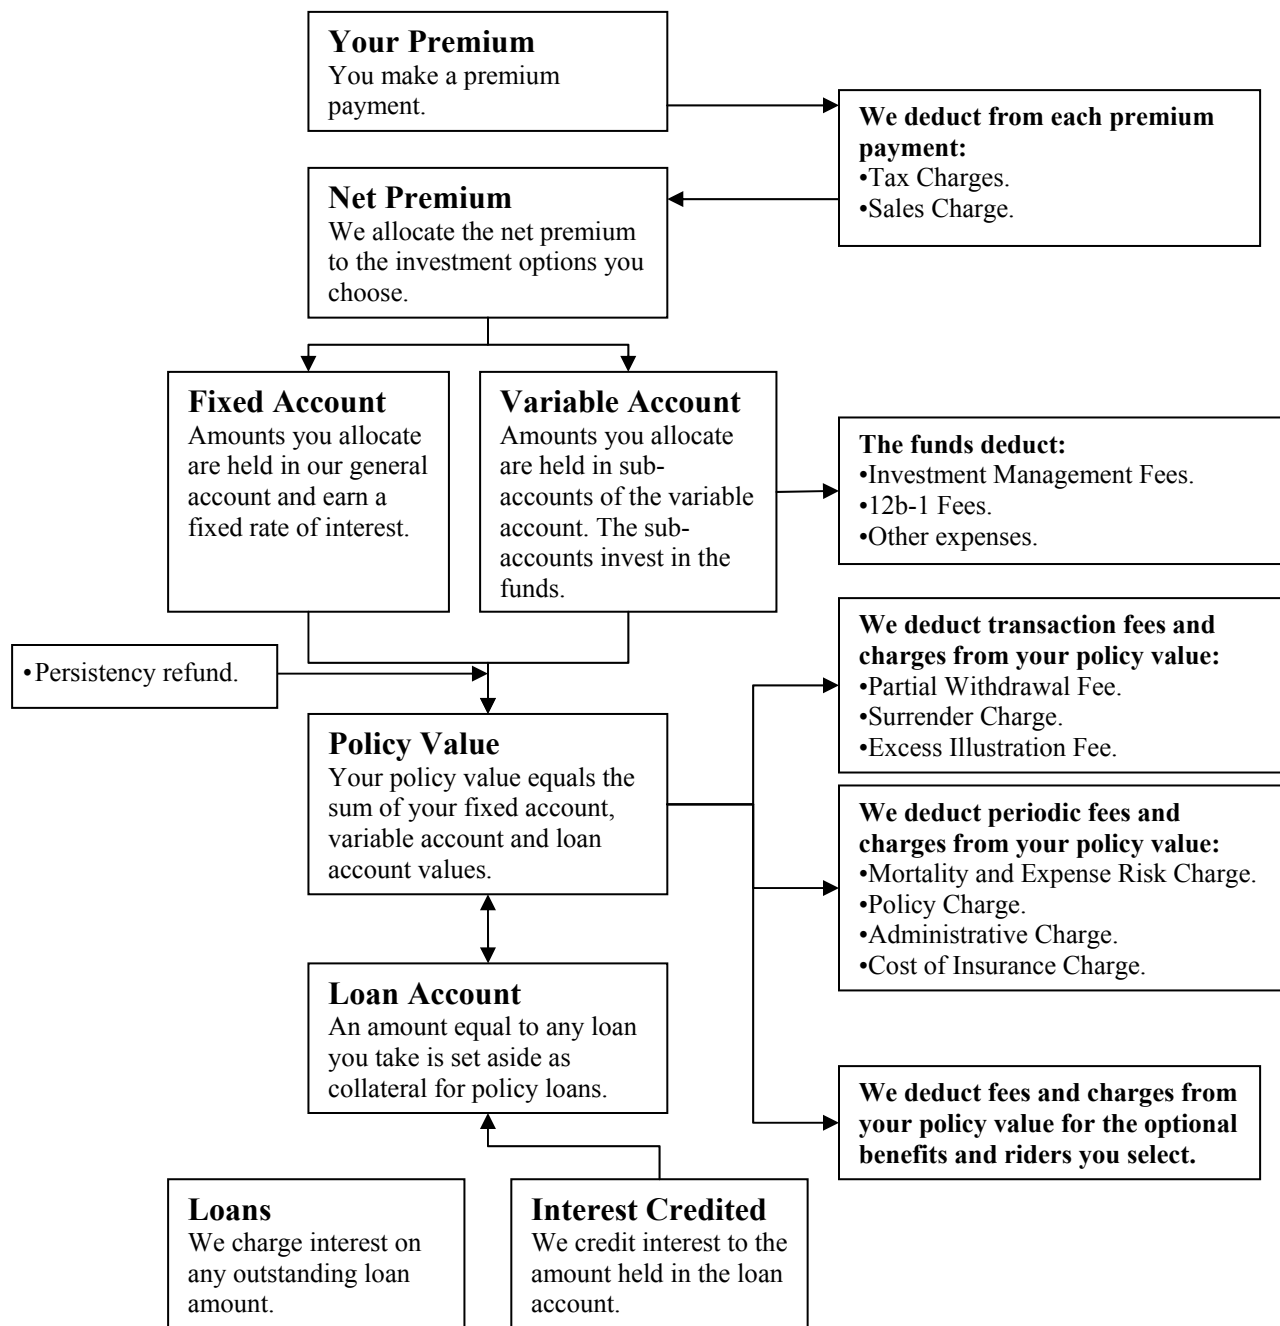 Your Premium
You make a premium
payment.
We deduct from each premium
payment:
•Tax Charges.
•Sales Charge.
Net Premium
We allocate the net premium
to the investment options you
choose.
Fixed Account
Amounts you allocate
are held in our general
account and earn a
fixed rate of interest.
Variable Account
Amounts you allocate
are held in sub-
accounts of the variable
account. The sub-
accounts invest in the
funds.
The funds deduct:
•Investment Management Fees.
•12b-1 Fees.
•Other expenses.
•Persistency refund.
We deduct transaction fees and
charges from your policy value:
•Partial Withdrawal Fee.
•Surrender Charge.
•Excess Illustration Fee.
Policy Value
Your policy value equals the
sum of your fixed account,
variable account and loan
account values.
We deduct periodic fees and
charges from your policy value:
•Mortality and Expense Risk Charge.
•Policy Charge.
•Administrative Charge.
•Cost of Insurance Charge.
Loan Account
An amount equal to any loan
you take is set aside as
collateral for policy loans.
We deduct fees and charges from
your policy value for the optional
benefits and riders you select.
Loans
We charge interest on
any outstanding loan
amount.
Interest Credited
We credit interest to the
amount held in the loan
account.